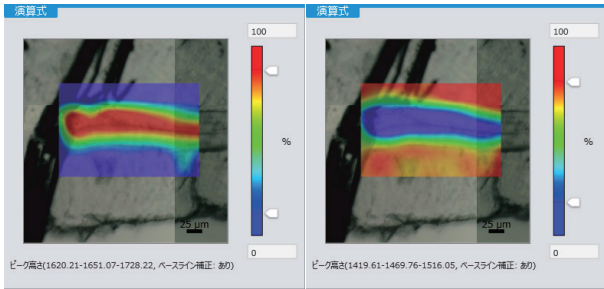 演算式
100
%
25 µm
0
ピーク高さ(1620.21-1651.07-1728.22, ベースライン補正: あり)
演算式
100
%
25 µm
0
ピーク高さ(1419.61-1469.76-1516.05, ベースライン補正: あり)